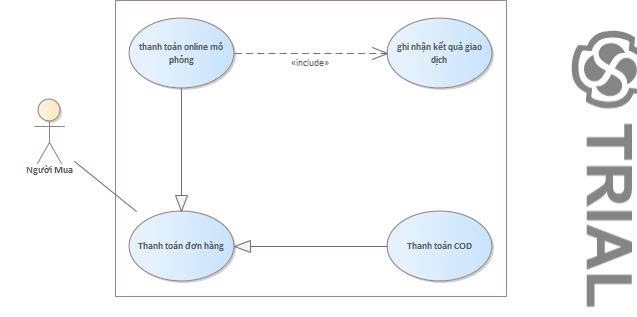 thanh toán online mô
phỏng
ghi nhận kết quả giao
dịch
«include»
Người Mua
Thanh toán đơn hàng
Thanh toán COD
TRIAL